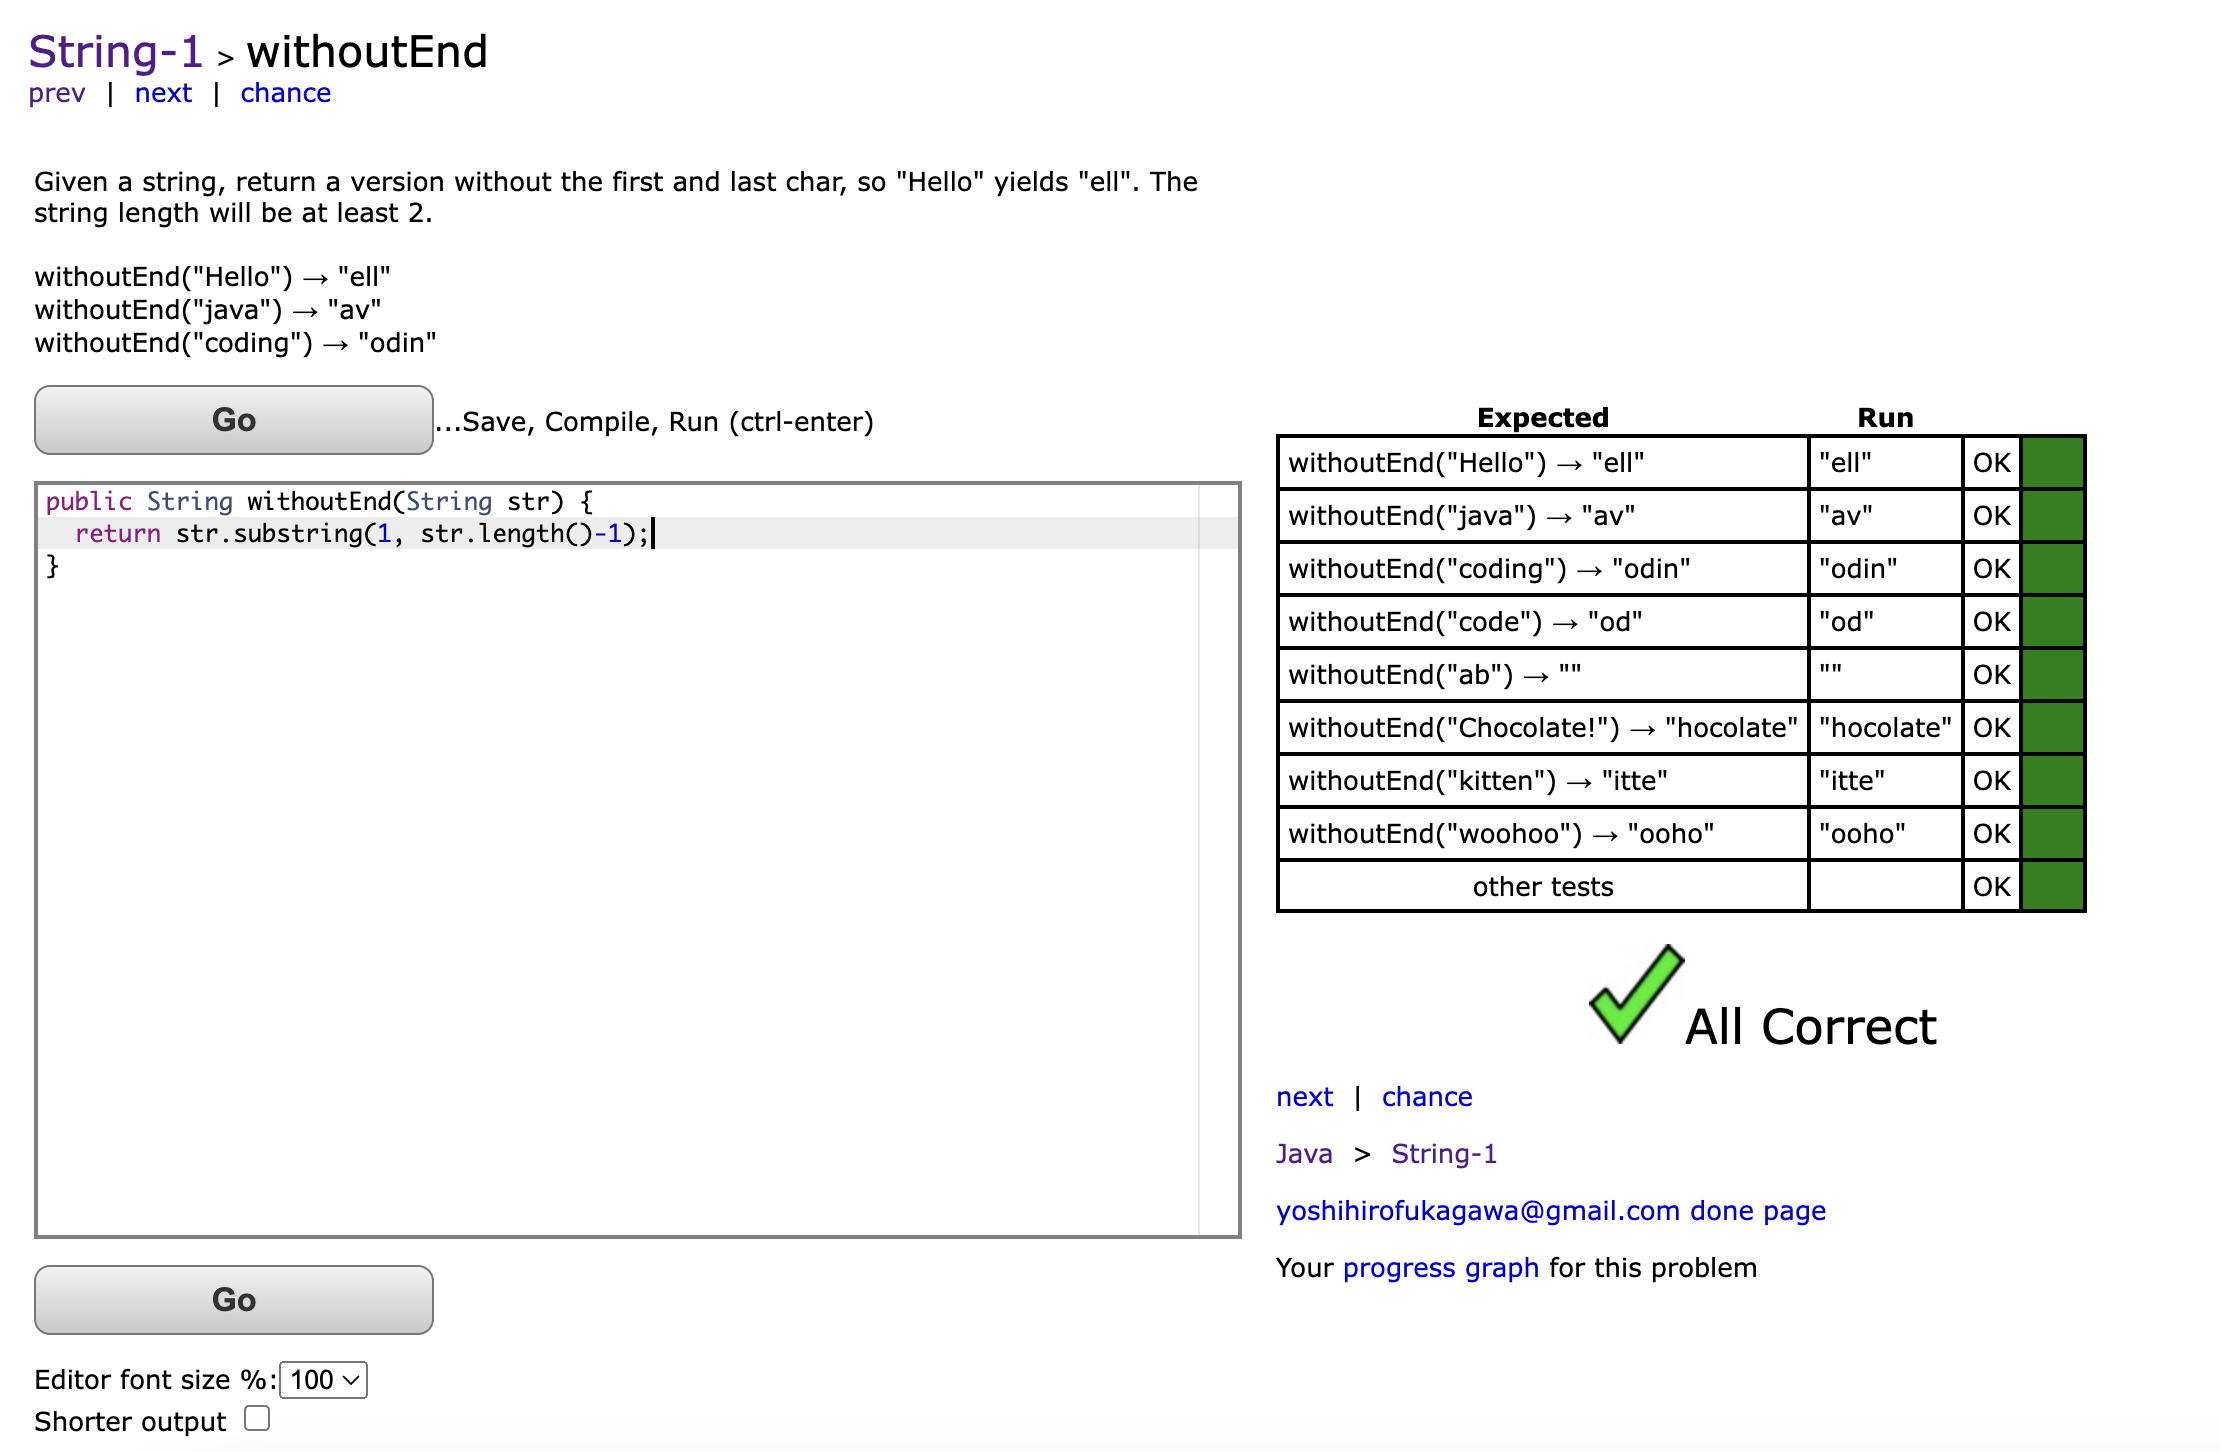 String-1 > withoutEnd
prev | next | chance
Given a string, return a version without the first and last char, so "Hello" yields "ell". The
string length will be at least 2.
withoutEnd("Hello") → "ell"
withoutEnd("java") → "av"
withoutEnd("coding") → "odin"
Go ...Save, Compile, Run (ctrl-enter)
public String withoutEnd(String str) {
  return str.substring(1, str.length()-1);
}
Go
Editor font size %: 100
Shorter output
Expected Run
withoutEnd("Hello") → "ell" "ell" OK
withoutEnd("java") → "av" "av" OK
withoutEnd("coding") → "odin" "odin" OK
withoutEnd("code") → "od" "od" OK
withoutEnd("ab") → "" "" OK
withoutEnd("Chocolate!") → "hocolate" "hocolate" OK
withoutEnd("kitten") → "itte" "itte" OK
withoutEnd("woohoo") → "ooho" "ooho" OK
other tests OK
All Correct
next | chance
Java > String-1
yoshihirofukagawa@gmail.com done page
Your progress graph for this problem